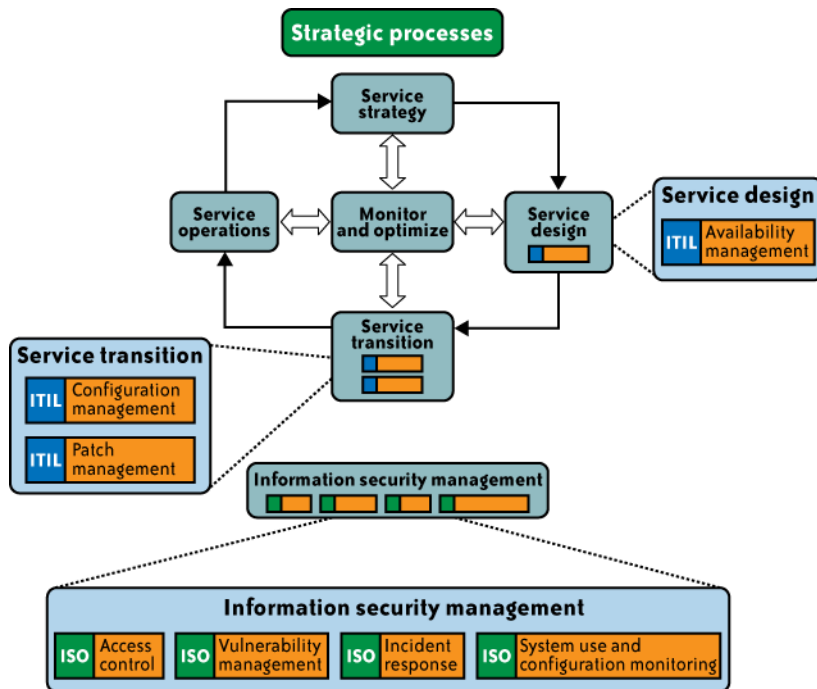 Strategic processes
Service
strategy
Service
operations
Monitor
and optimize
Service
design
Service design
ITIL
Availability
management
Service
transition
Service transition
ITIL
Configuration
management
ITIL
Patch
management
Information security management
Information security management
ISO
Access
control
ISO
Vulnerability
management
ISO
Incident
response
ISO
System use and
configuration monitoring